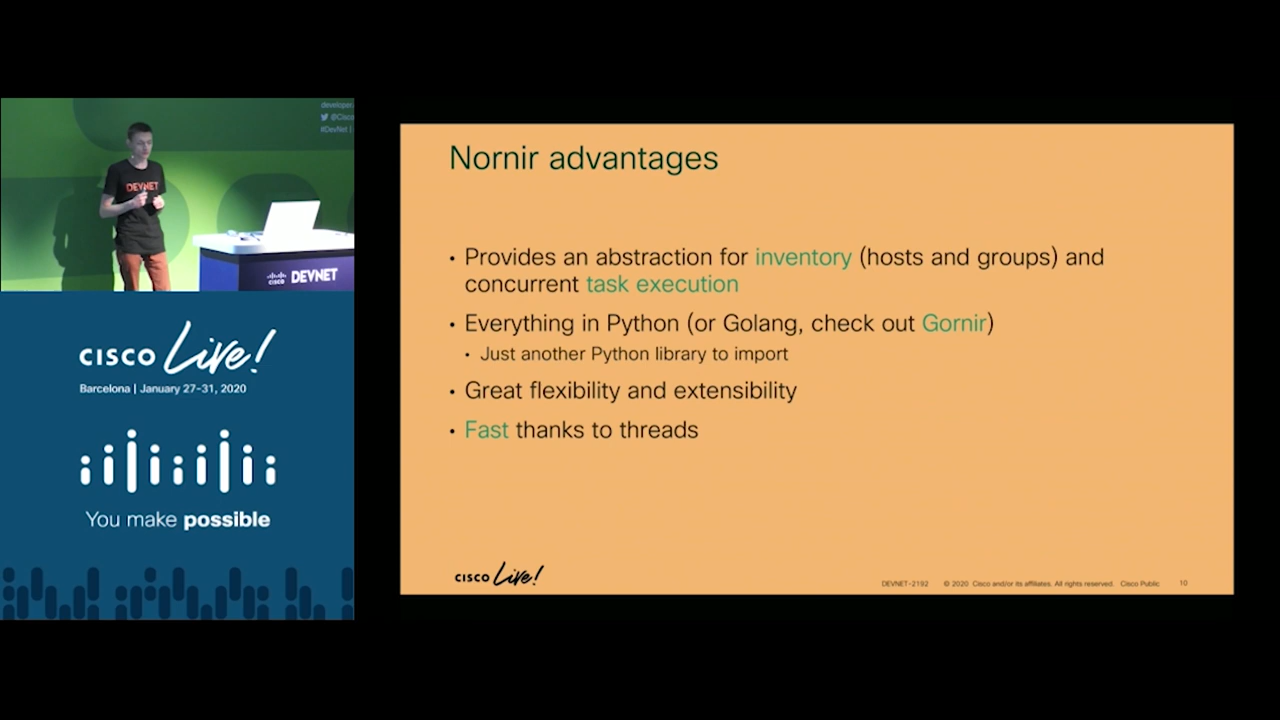 developer.
@Cisco
#DevNet |
DEVNET
CISCO DEVNET
CISCO Live!
Barcelona | January 27-31, 2020
You make possible
Nornir advantages
• Provides an abstraction for inventory (hosts and groups) and
concurrent task execution
• Everything in Python (or Golang, check out Gornir)
• Just another Python library to import
• Great flexibility and extensibility
• Fast thanks to threads
CISCO Live!
DEVNET-2192 © 2020 Cisco and/or its affiliates. All rights reserved. Cisco Public 10